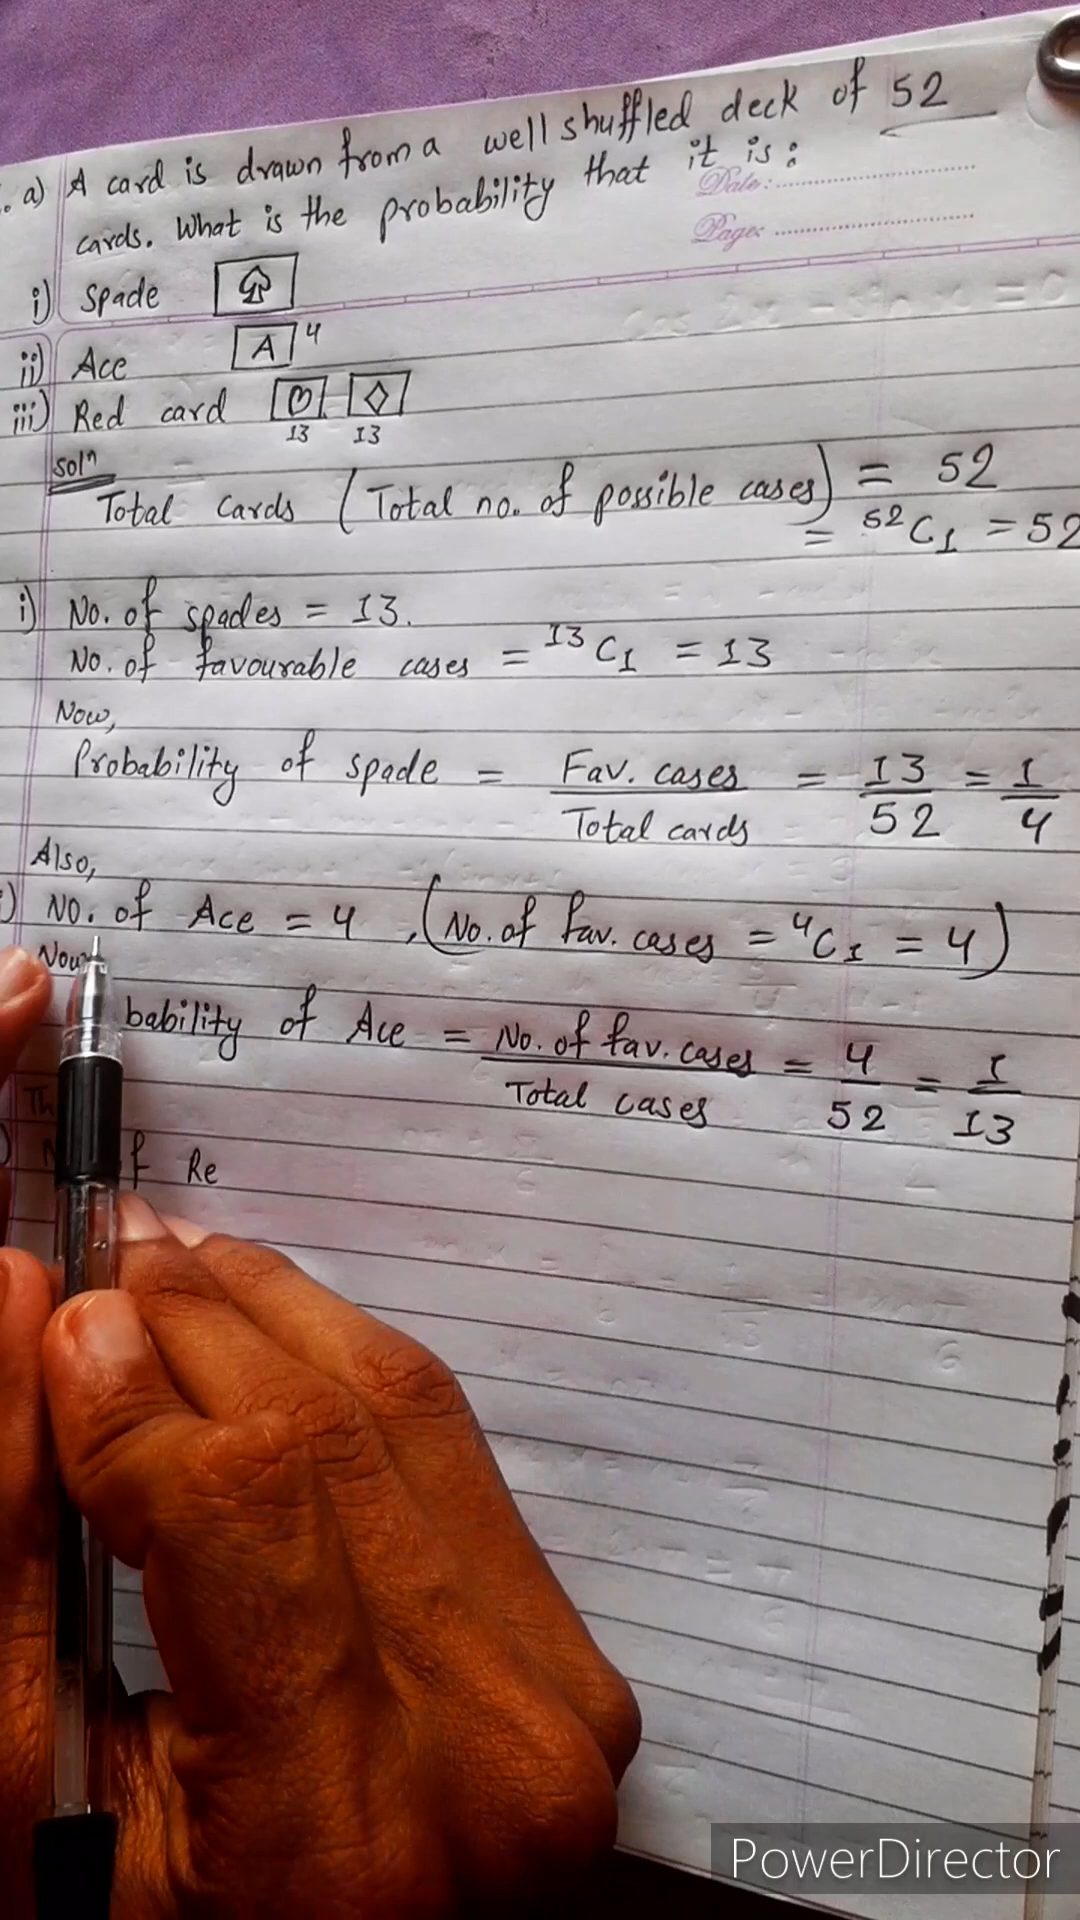 a) A card is drawn from a well shuffled deck of 52
cards. What is the probability that it is:
Date:
Page:
i) Spade ♤
ii) Ace A 4
iii) Red card ♡ ◇
13 13
Solⁿ
Total Cards (Total no. of possible cases) = 52
= ⁵²C₁ = 52
i) No. of spades = 13.
No. of favourable cases = ¹³C₁ = 13
Now,
Probability of spade = Fav. cases / Total cards = 13/52 = 1/4
Also,
) No. of Ace = 4, (No. of fav. cases = ⁴C₁ = 4)
Now
bability of Ace = No. of fav. cases / Total cases = 4/52 = 1/13
Th
) N f Re
PowerDirector